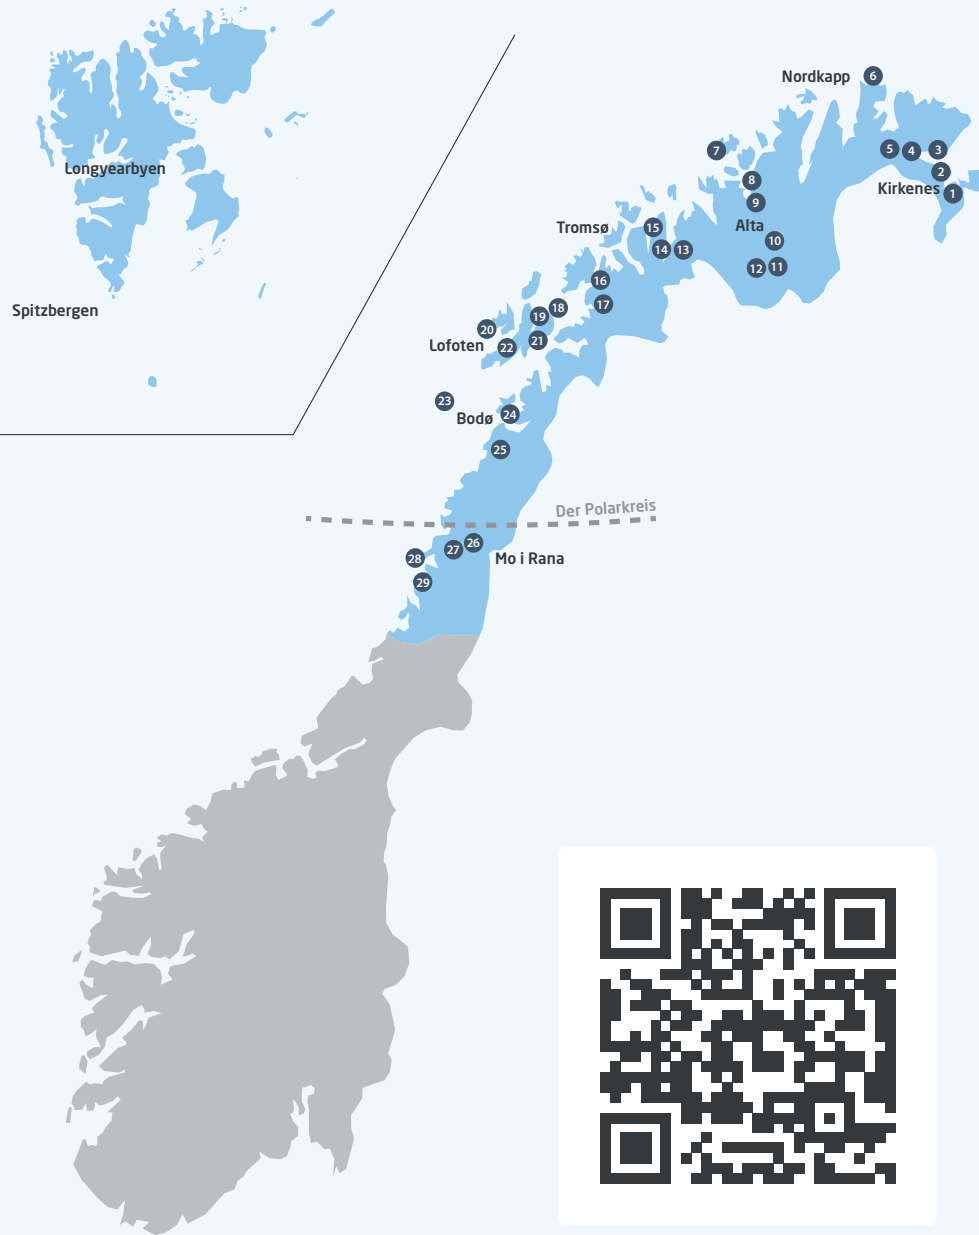 Nordkapp
6
7
5
4
3
2
Kirkenes
1
8
9
Longyearbyen
Tromsø
15
Alta
10
14
13
12
11
16
17
Spitzbergen
18
19
20
Lofoten
22
21
23
Bodø
24
25
Der Polarkreis
26
27
28
Mo i Rana
29